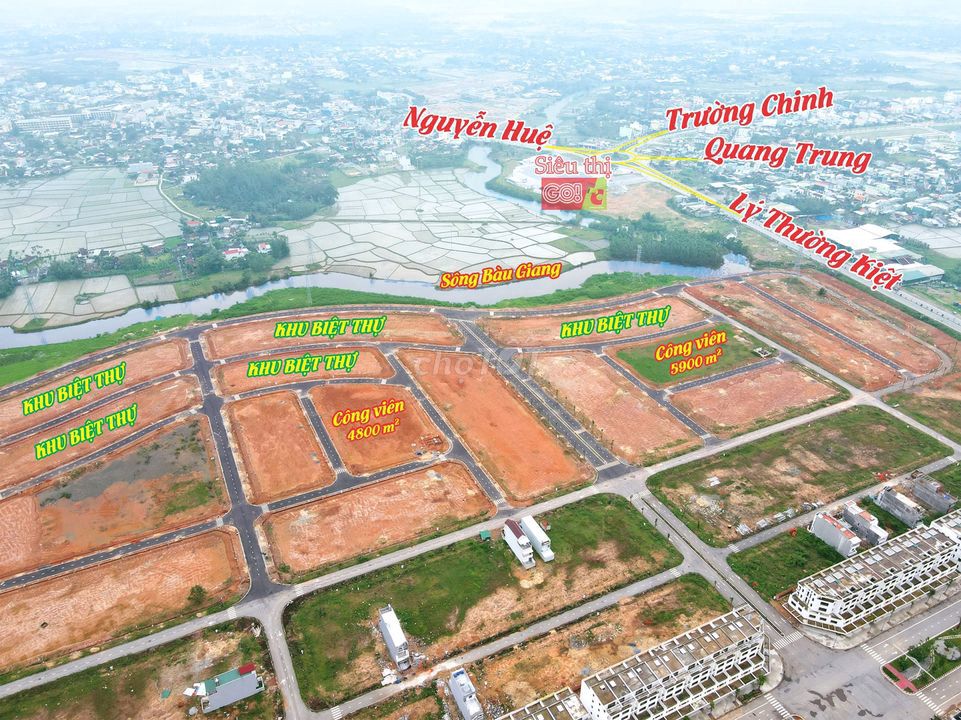 Nguyễn Huệ
Trường Chinh
Quang Trung
Siêu thị
GO!
Lý Thường Kiệt
Sông Bàu Giang
KHU BIỆT THỰ
KHU BIỆT THỰ
KHU BIỆT THỰ
Công viên
5900 m²
KHU BIỆT THỰ
KHU BIỆT THỰ
Công viên
4800 m²